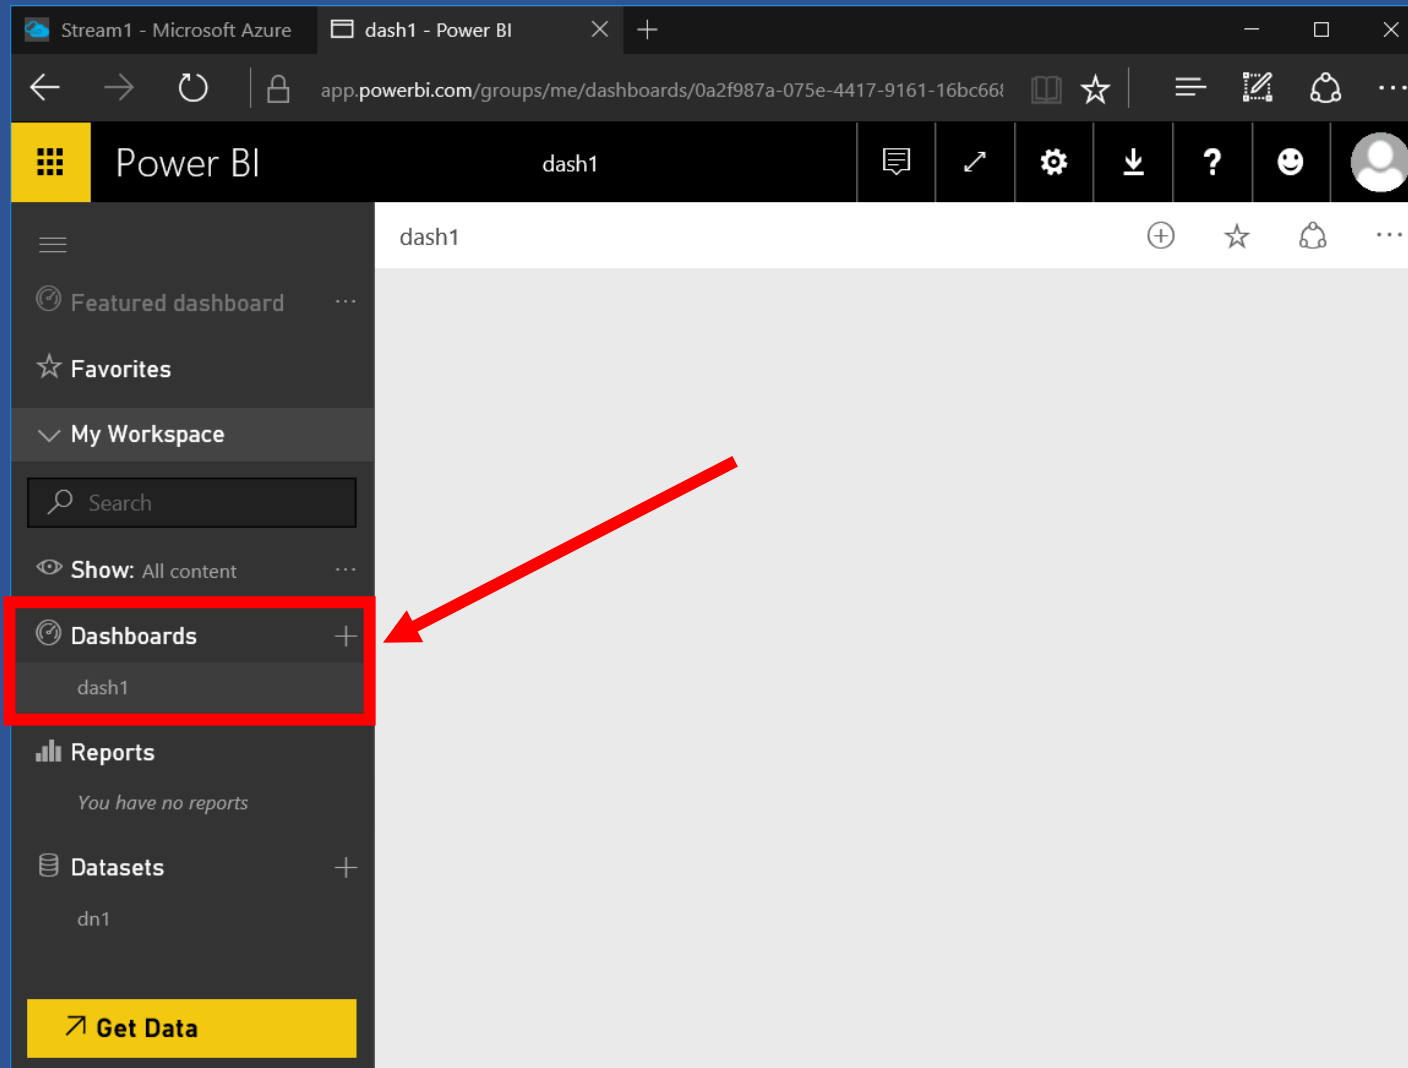 Stream1 - Microsoft Azure
dash1 - Power BI
app.powerbi.com/groups/me/dashboards/0a2f987a-075e-4417-9161-16bc668
Power BI
dash1
?
dash1
Featured dashboard
Favorites
My Workspace
Search
Show: All content
Dashboards
dash1
Reports
You have no reports
Datasets
dn1
Get Data